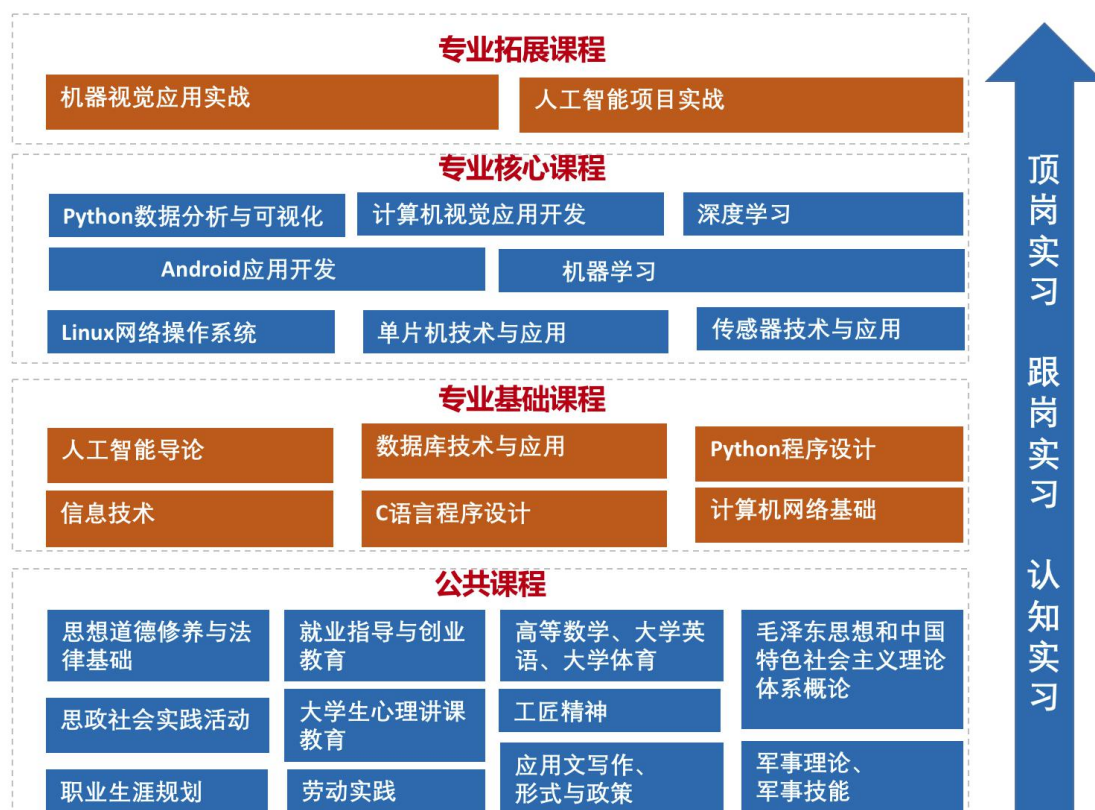 专业拓展课程
机器视觉应用实战
人工智能项目实战
专业核心课程
Python数据分析与可视化
计算机视觉应用开发
深度学习
Android应用开发
机器学习
Linux网络操作系统
单片机技术与应用
传感器技术与应用
专业基础课程
人工智能导论
数据库技术与应用
Python程序设计
信息技术
C语言程序设计
计算机网络基础
公共课程
思想道德修养与法
律基础
就业指导与创业
教育
高等数学、大学英
语、大学体育
毛泽东思想和中国
特色社会主义理论
体系概论
思政社会实践活动
大学生心理讲课
教育
工匠精神
职业生涯规划
劳动实践
应用文写作、
形式与政策
军事理论、
军事技能
顶岗实习
跟岗实习
认知实习